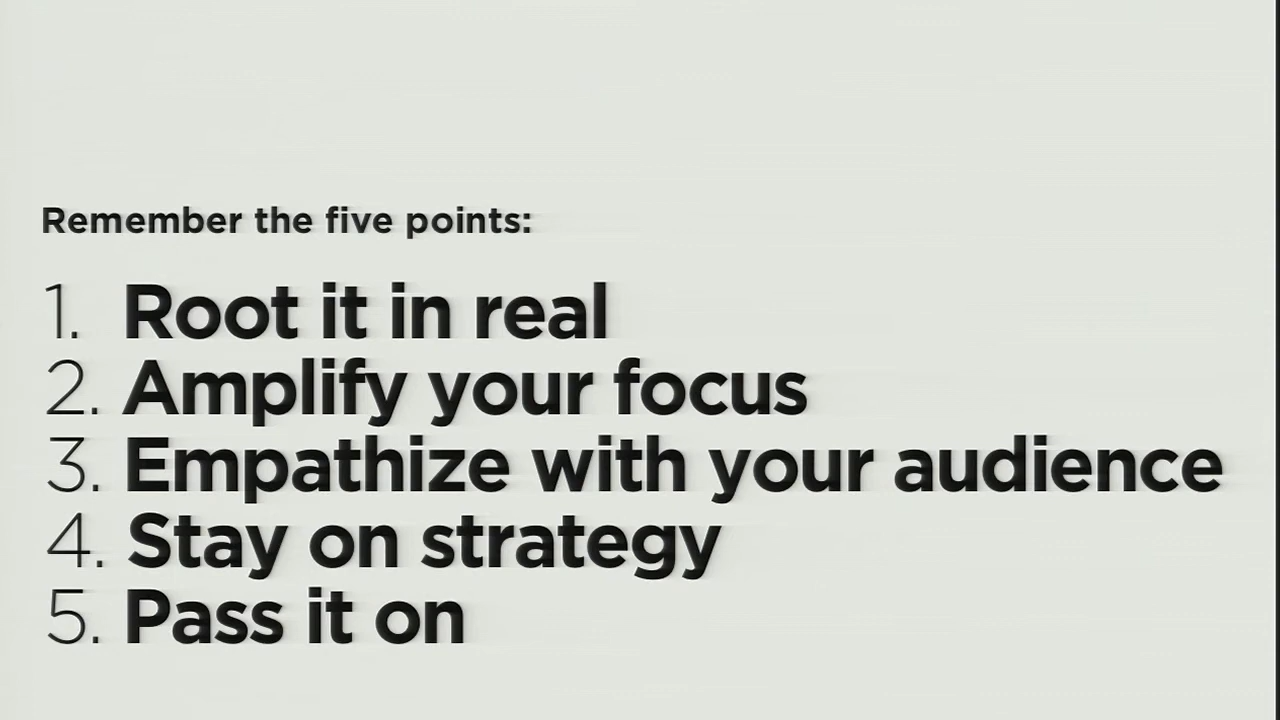 Remember the five points:
1. Root it in real
2. Amplify your focus
3. Empathize with your audience
4. Stay on strategy
5. Pass it on